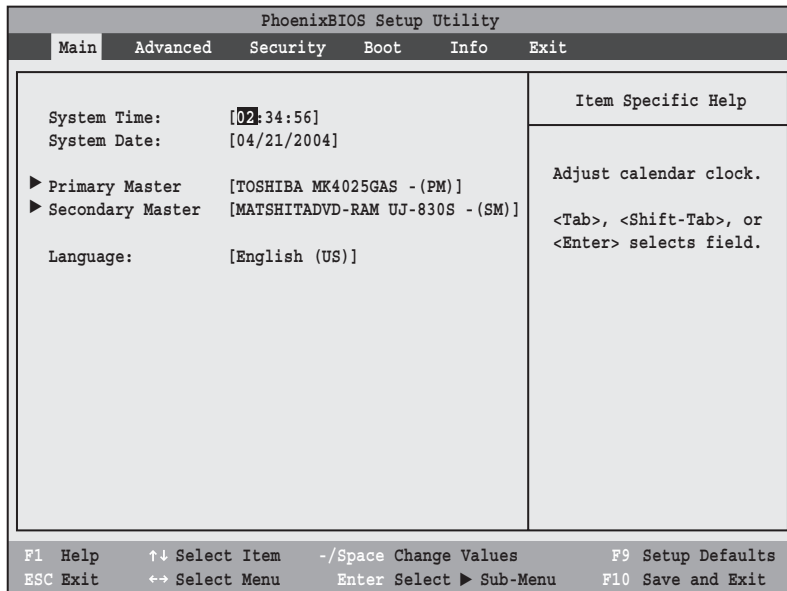 PhoenixBIOS Setup Utility
Main Advanced Security Boot Info Exit
System Time: [02:34:56]
System Date: [04/21/2004]
▶ Primary Master [TOSHIBA MK4025GAS -(PM)]
▶ Secondary Master [MATSHITADVD-RAM UJ-830S -(SM)]
Language: [English (US)]
Item Specific Help
Adjust calendar clock.
<Tab>, <Shift-Tab>, or
<Enter> selects field.
F1 Help ↑↓ Select Item -/Space Change Values F9 Setup Defaults
ESC Exit ←→ Select Menu Enter Select ▶ Sub-Menu F10 Save and Exit